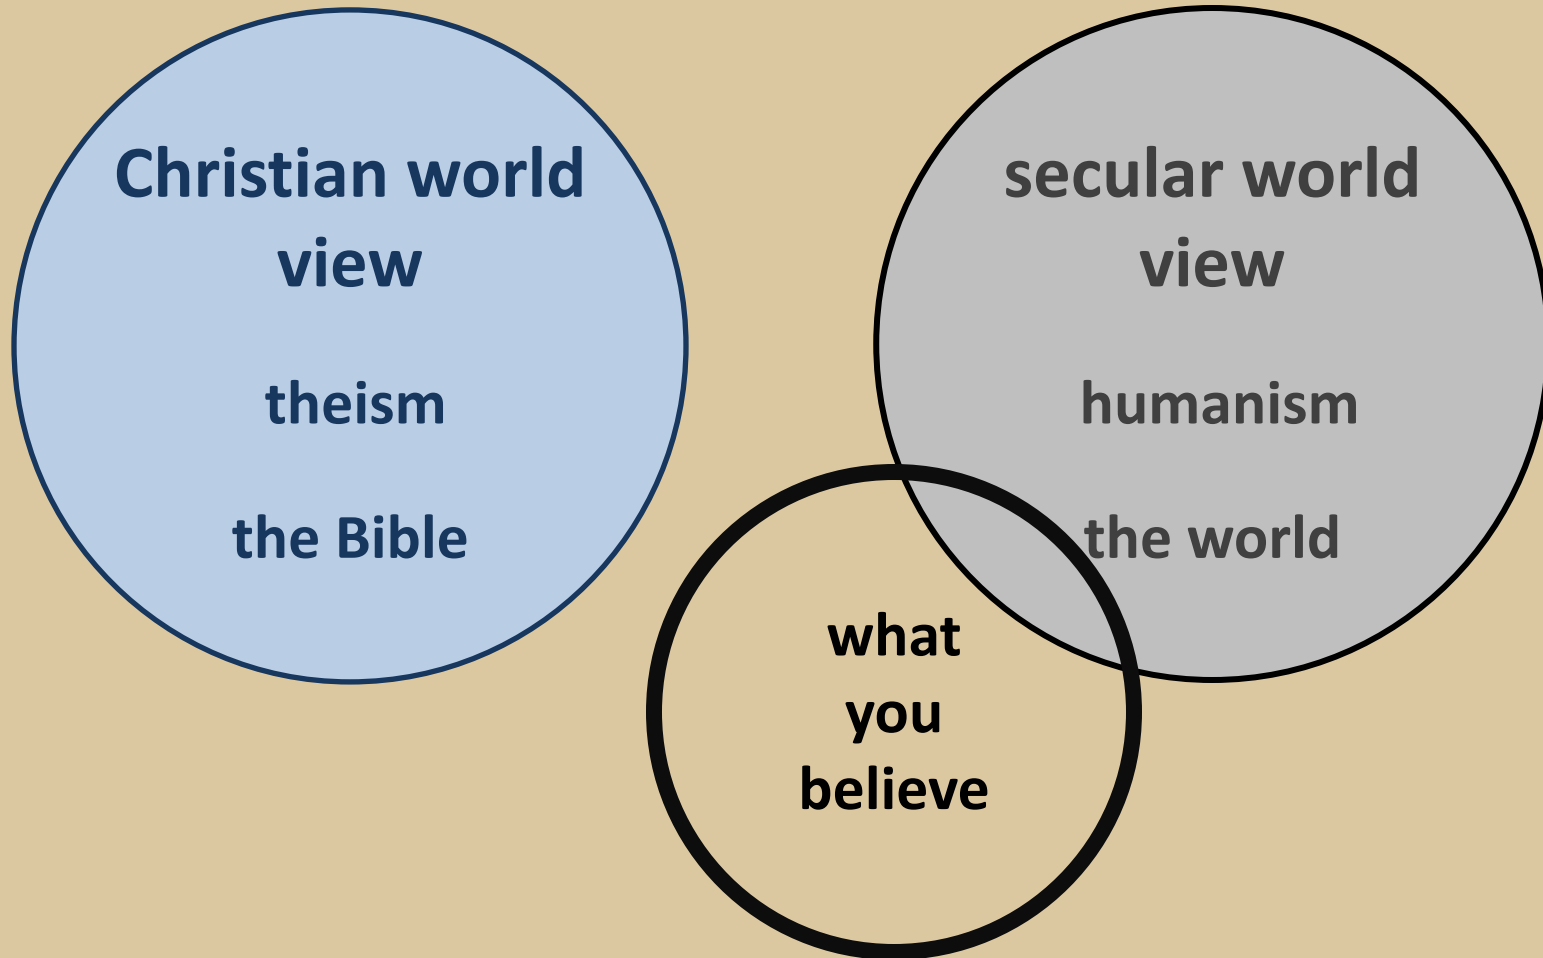 Christian world
view
theism
the Bible
secular world
view
humanism
the world
what
you
believe